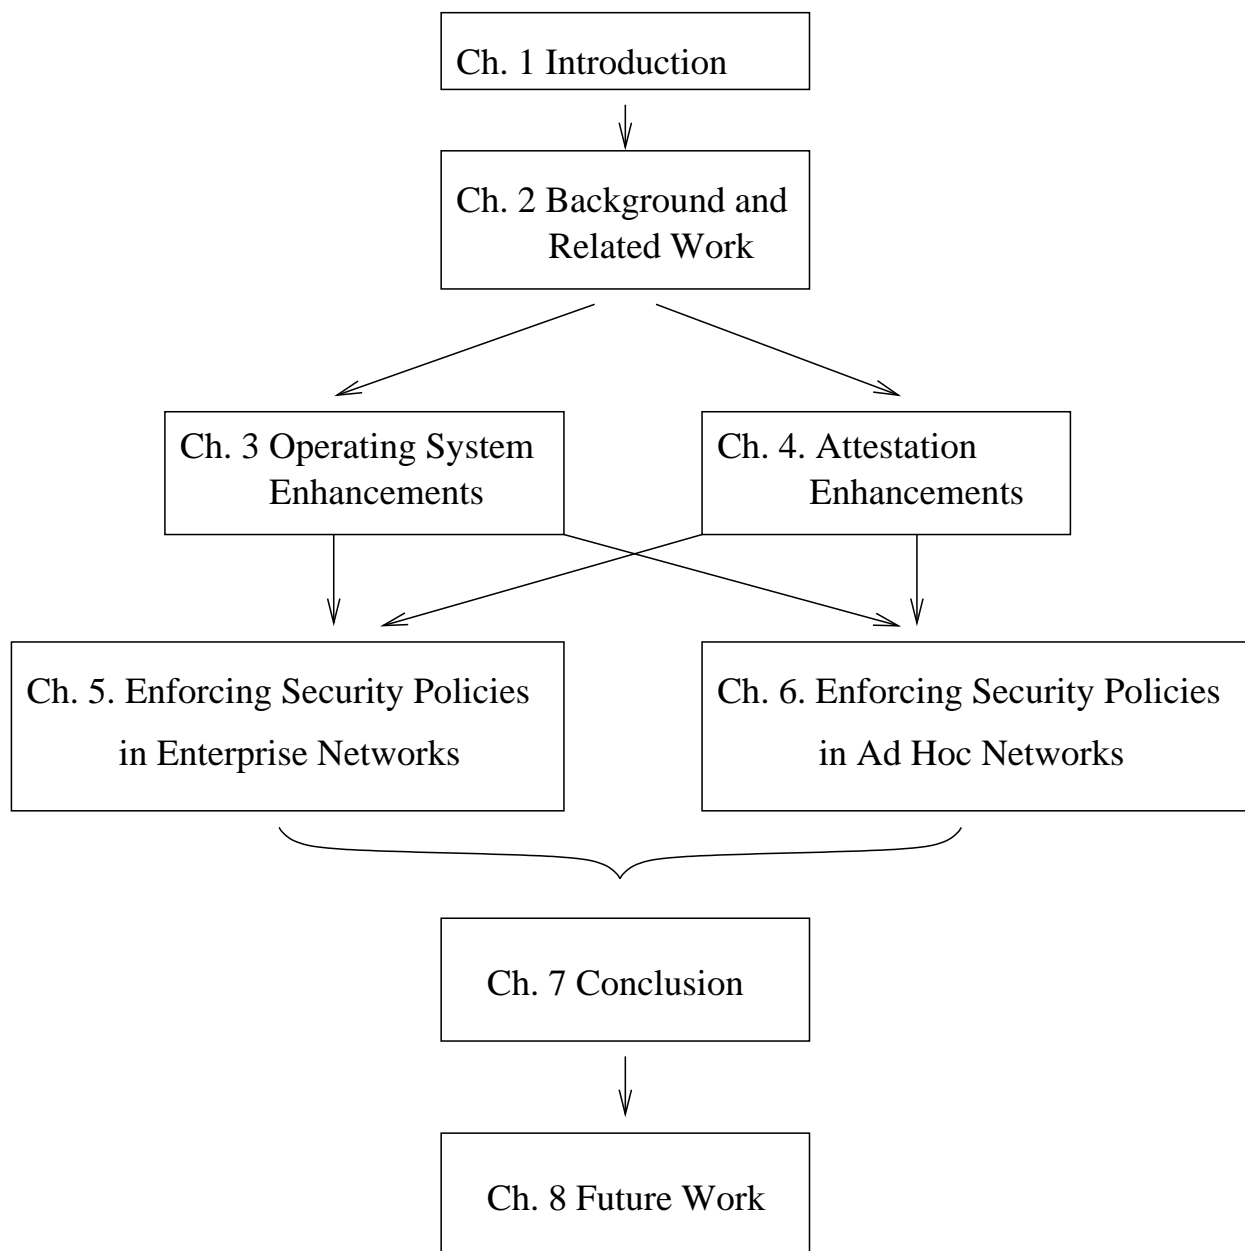 Ch. 1 Introduction
Ch. 2 Background and
Related Work
Ch. 3 Operating System
Enhancements
Ch. 4. Attestation
Enhancements
Ch. 5. Enforcing Security Policies
in Enterprise Networks
Ch. 6. Enforcing Security Policies
in Ad Hoc Networks
Ch. 7 Conclusion
Ch. 8 Future Work